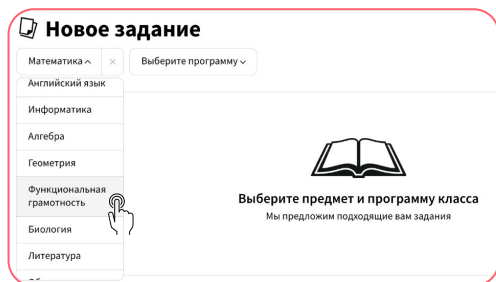 Новое задание
Математика
Выберите программу
Английский язык
Информатика
Алгебра
Геометрия
Функциональная
грамотность
Биология
Литература
Выберите предмет и программу класса
Мы предложим подходящие вам задания